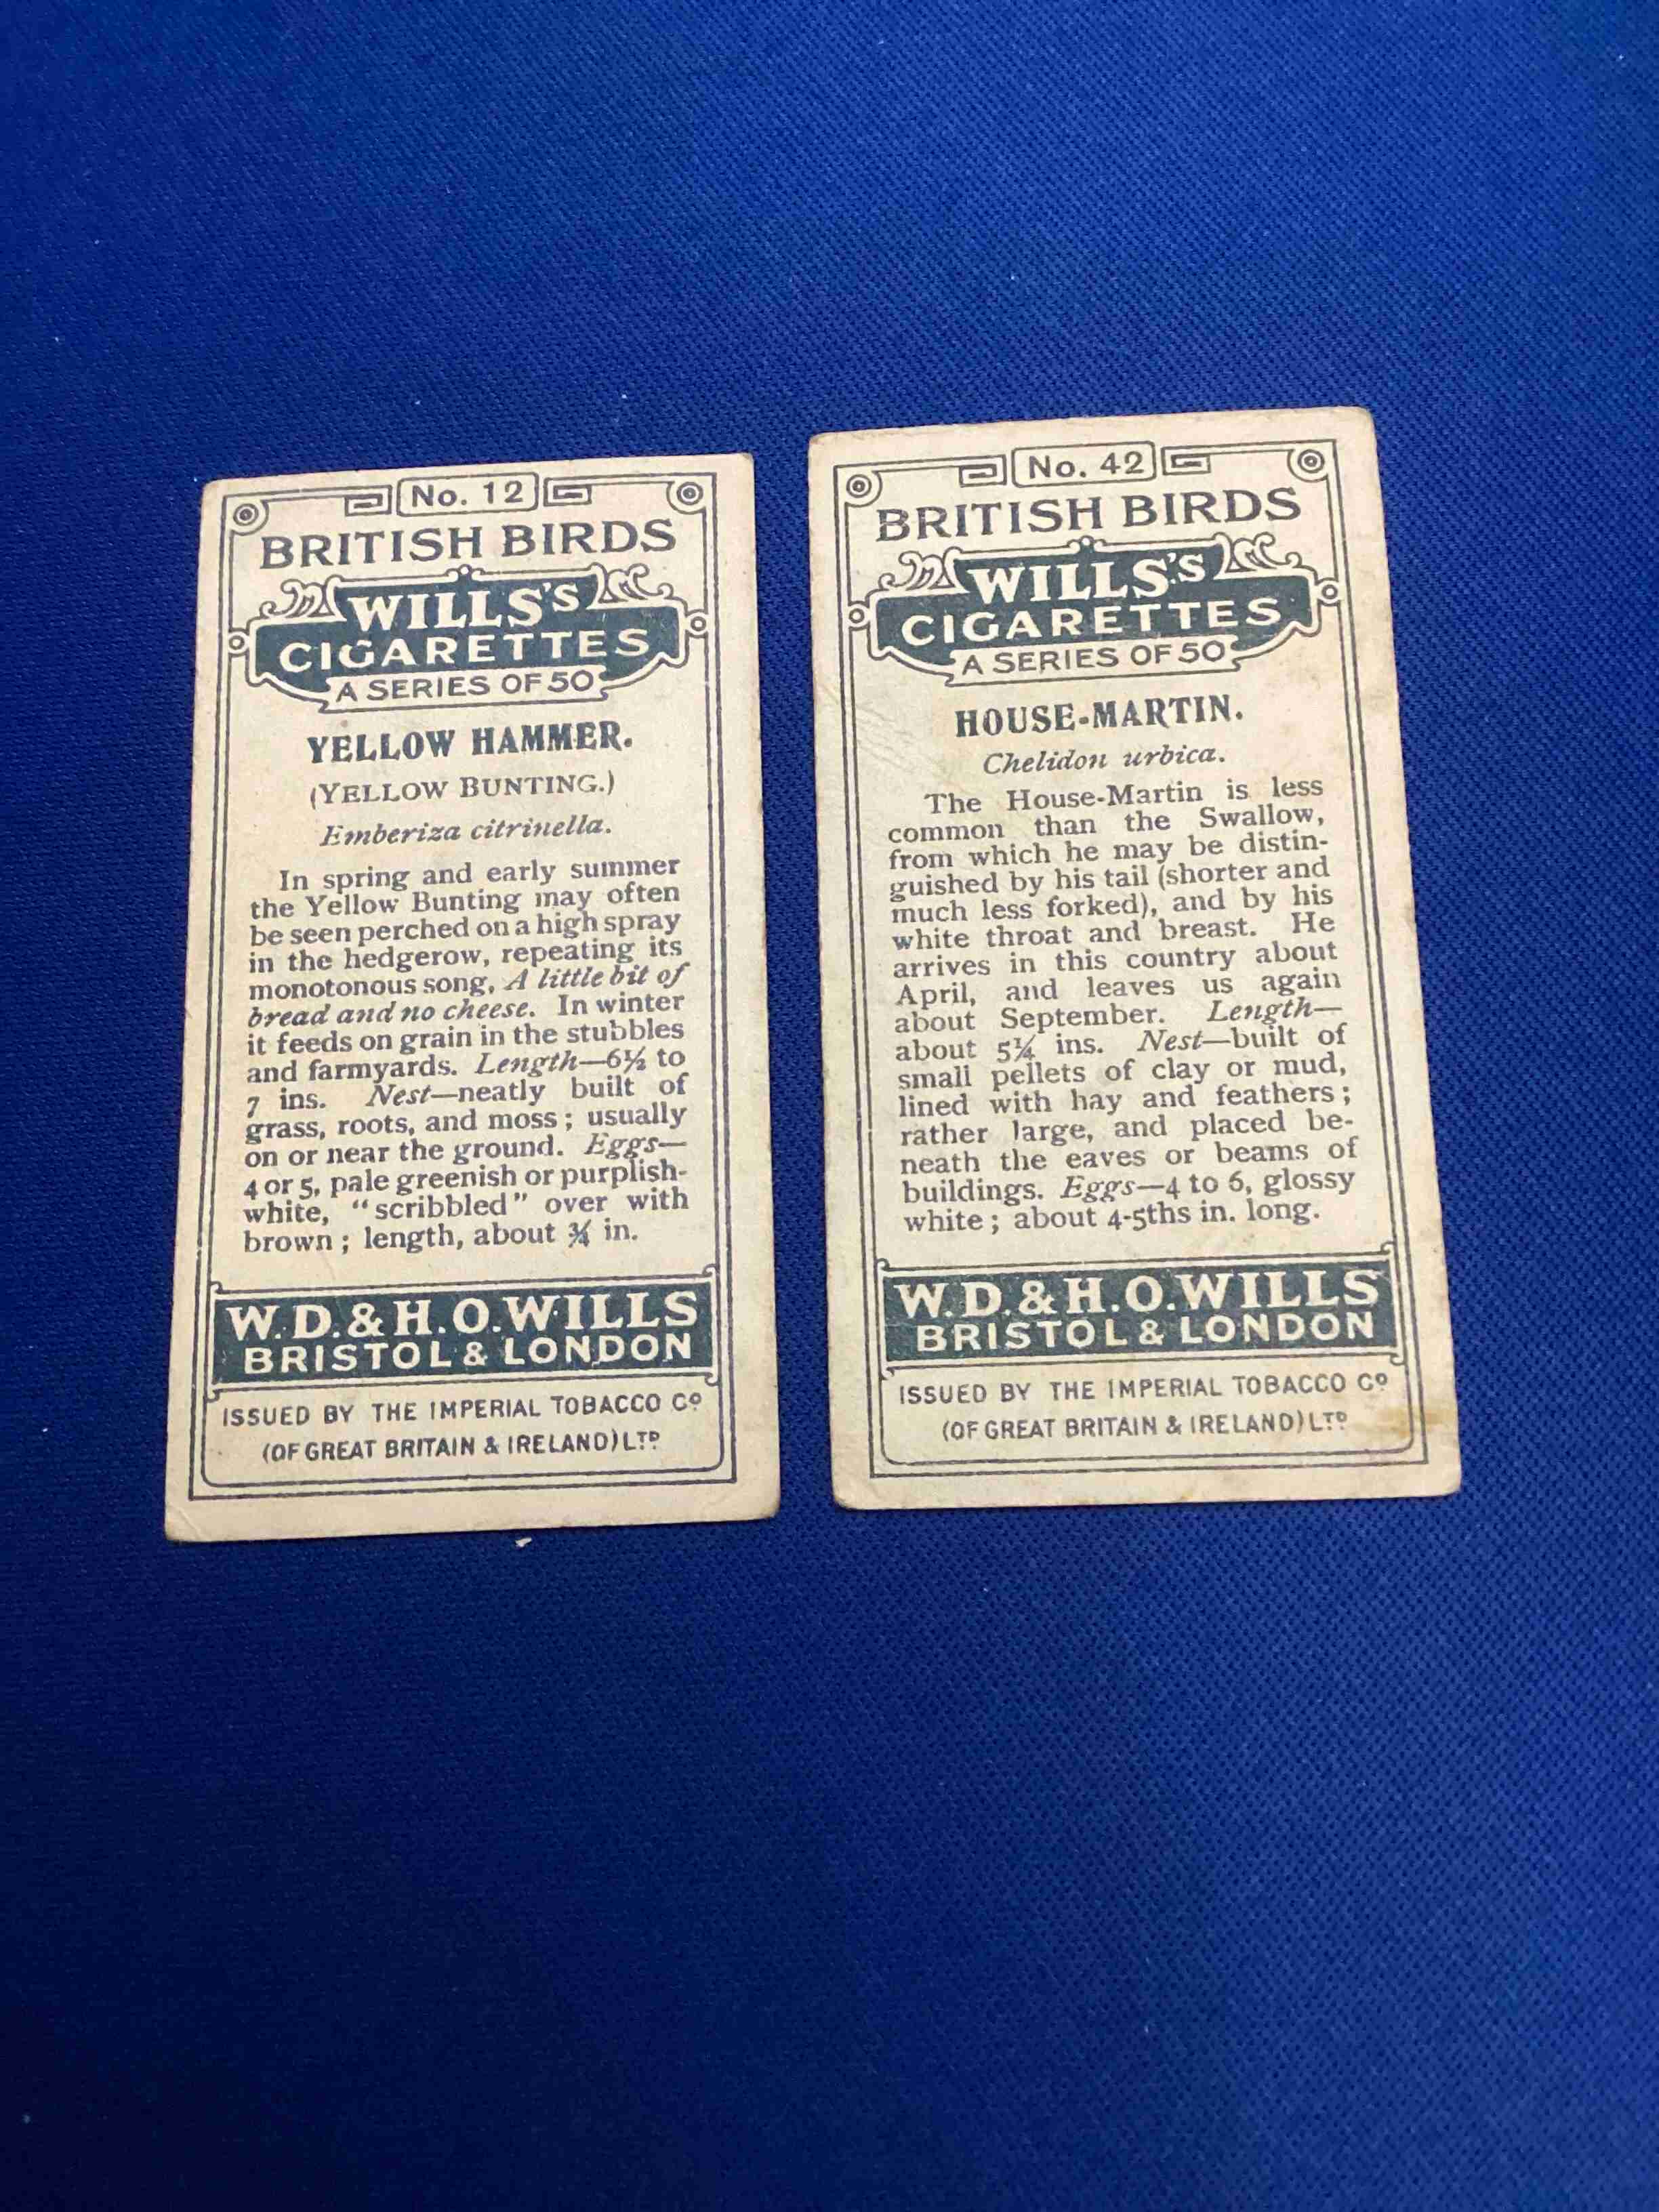 No. 12
BRITISH BIRDS
WILLS'S
CIGARETTES
A SERIES OF 50
YELLOW HAMMER.
(YELLOW BUNTING.)
Emberiza citrinella.
In spring and early summer
the Yellow Bunting may often
be seen perched on a high spray
in the hedgerow, repeating its
monotonous song, A little bit of
bread and no cheese. In winter
it feeds on grain in the stubbles
and farmyards. Length—6½ to
7 ins. Nest—neatly built of
grass, roots, and moss; usually
on or near the ground. Eggs—
4 or 5, pale greenish or purplish-
white, "scribbled" over with
brown; length, about ¾ in.
W.D. & H.O. WILLS
BRISTOL & LONDON
ISSUED BY THE IMPERIAL TOBACCO Co
(OF GREAT BRITAIN & IRELAND) LTD
No. 42
BRITISH BIRDS
WILLS'S
CIGARETTES
A SERIES OF 50
HOUSE-MARTIN.
Chelidon urbica.
The House-Martin is less
common than the Swallow,
from which he may be distin-
guished by his tail (shorter and
much less forked), and by his
white throat and breast. He
arrives in this country about
April, and leaves us again
about September. Length—
about 5¼ ins. Nest—built of
small pellets of clay or mud,
lined with hay and feathers;
rather large, and placed be-
neath the eaves or beams of
buildings. Eggs—4 to 6, glossy
white; about 4-5ths in. long.
W.D. & H.O. WILLS
BRISTOL & LONDON
ISSUED BY THE IMPERIAL TOBACCO Co
(OF GREAT BRITAIN & IRELAND) LTD